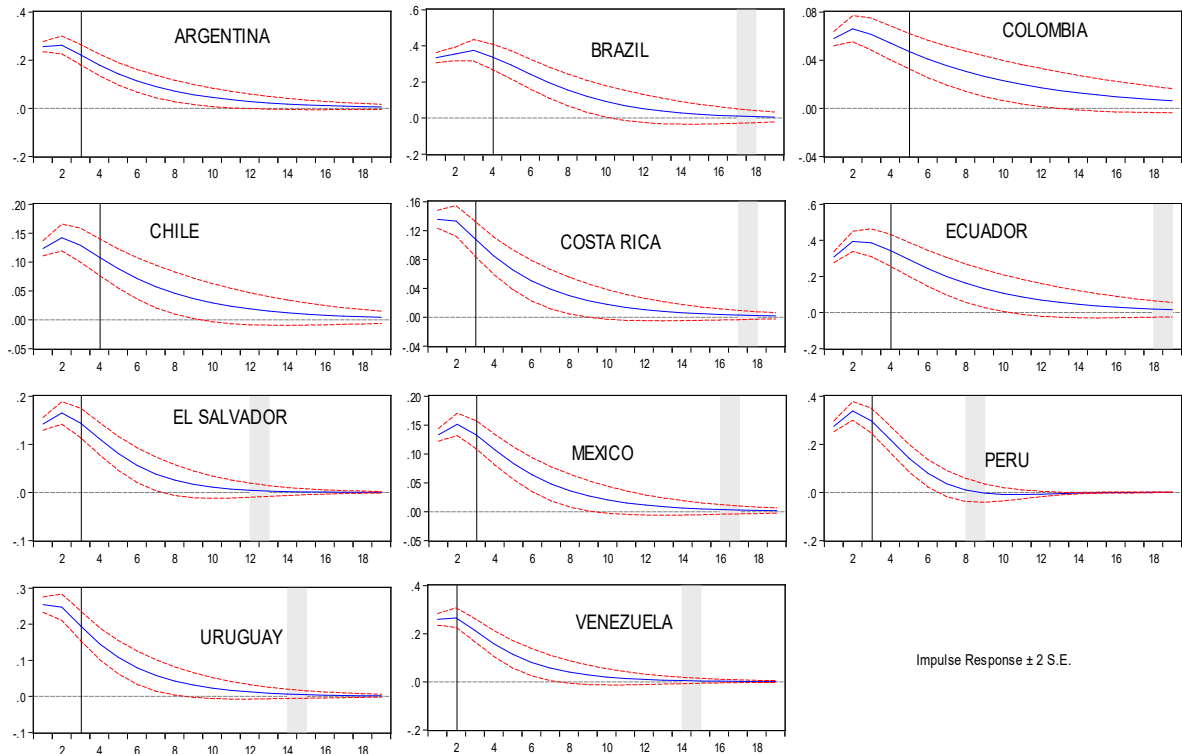 ARGENTINA
.4
.2
.0
-.2
2 4 6 8 10 12 14 16 18
BRAZIL
.6
.4
.2
.0
-.2
2 4 6 8 10 12 14 16 18
COLOMBIA
.08
.04
.00
-.04
2 4 6 8 10 12 14 16 18
CHILE
.20
.15
.10
.05
.00
-.05
2 4 6 8 10 12 14 16 18
COSTA RICA
.16
.12
.08
.04
.00
-.04
2 4 6 8 10 12 14 16 18
ECUADOR
.6
.4
.2
.0
-.2
2 4 6 8 10 12 14 16 18
EL SALVADOR
.2
.1
.0
-.1
2 4 6 8 10 12 14 16 18
MEXICO
.20
.15
.10
.05
.00
-.05
2 4 6 8 10 12 14 16 18
PERU
.4
.2
.0
-.2
2 4 6 8 10 12 14 16 18
URUGUAY
.3
.2
.1
.0
-.1
2 4 6 8 10 12 14 16 18
VENEZUELA
.4
.2
.0
-.2
2 4 6 8 10 12 14 16 18
Impulse Response ± 2 S.E.